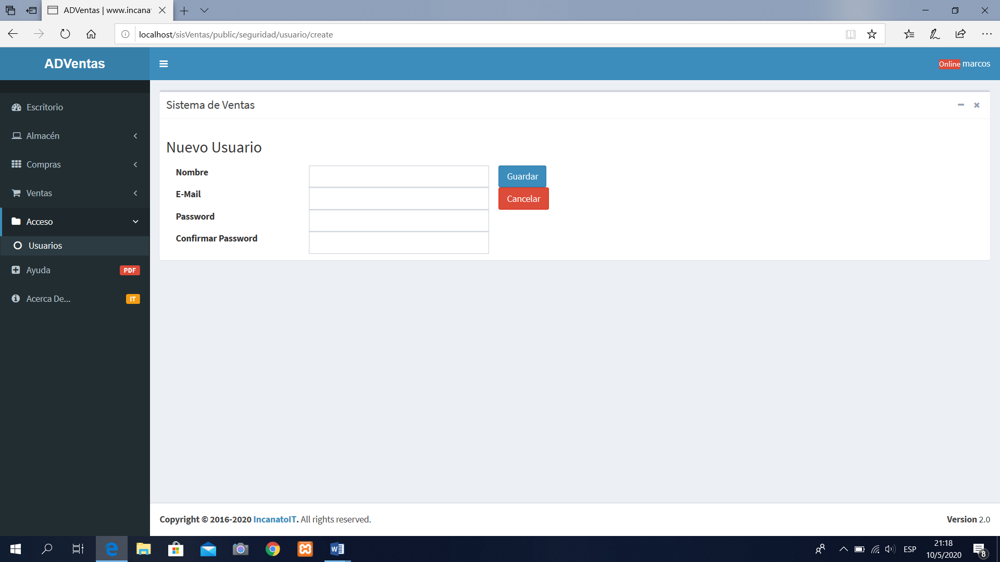 ADVentas | www.incana
localhost/sisVentas/public/seguridad/usuario/create
ADVentas
Online marcos
Escritorio
Almacén
Compras
Ventas
Acceso
Usuarios
Ayuda PDF
Acerca De... IT
Sistema de Ventas
Nuevo Usuario
Nombre
Guardar
E-Mail
Cancelar
Password
Confirmar Password
Copyright © 2016-2020 IncanatoIT. All rights reserved.
Version 2.0
ESP
21:18
10/5/2020
8